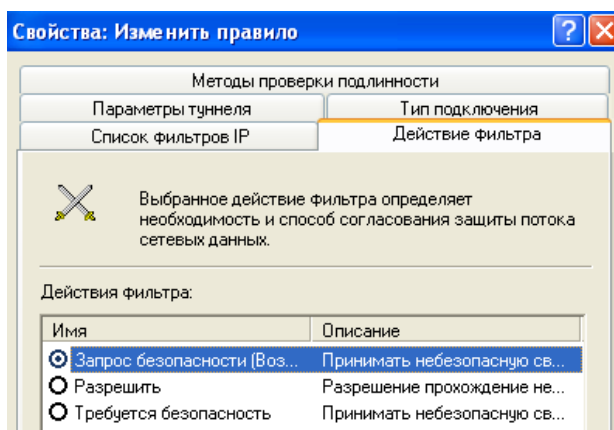 Свойства: Изменить правило
Методы проверки подлинности
Параметры туннеля
Тип подключения
Список фильтров IP
Действие фильтра
Выбранное действие фильтра определяет
необходимость и способ согласования защиты потока
сетевых данных.
Действия фильтра:
Имя
Описание
Запрос безопасности (Воз...
Принимать небезопасную св...
Разрешить
Разрешение прохождение не...
Требуется безопасность
Принимать небезопасную св...